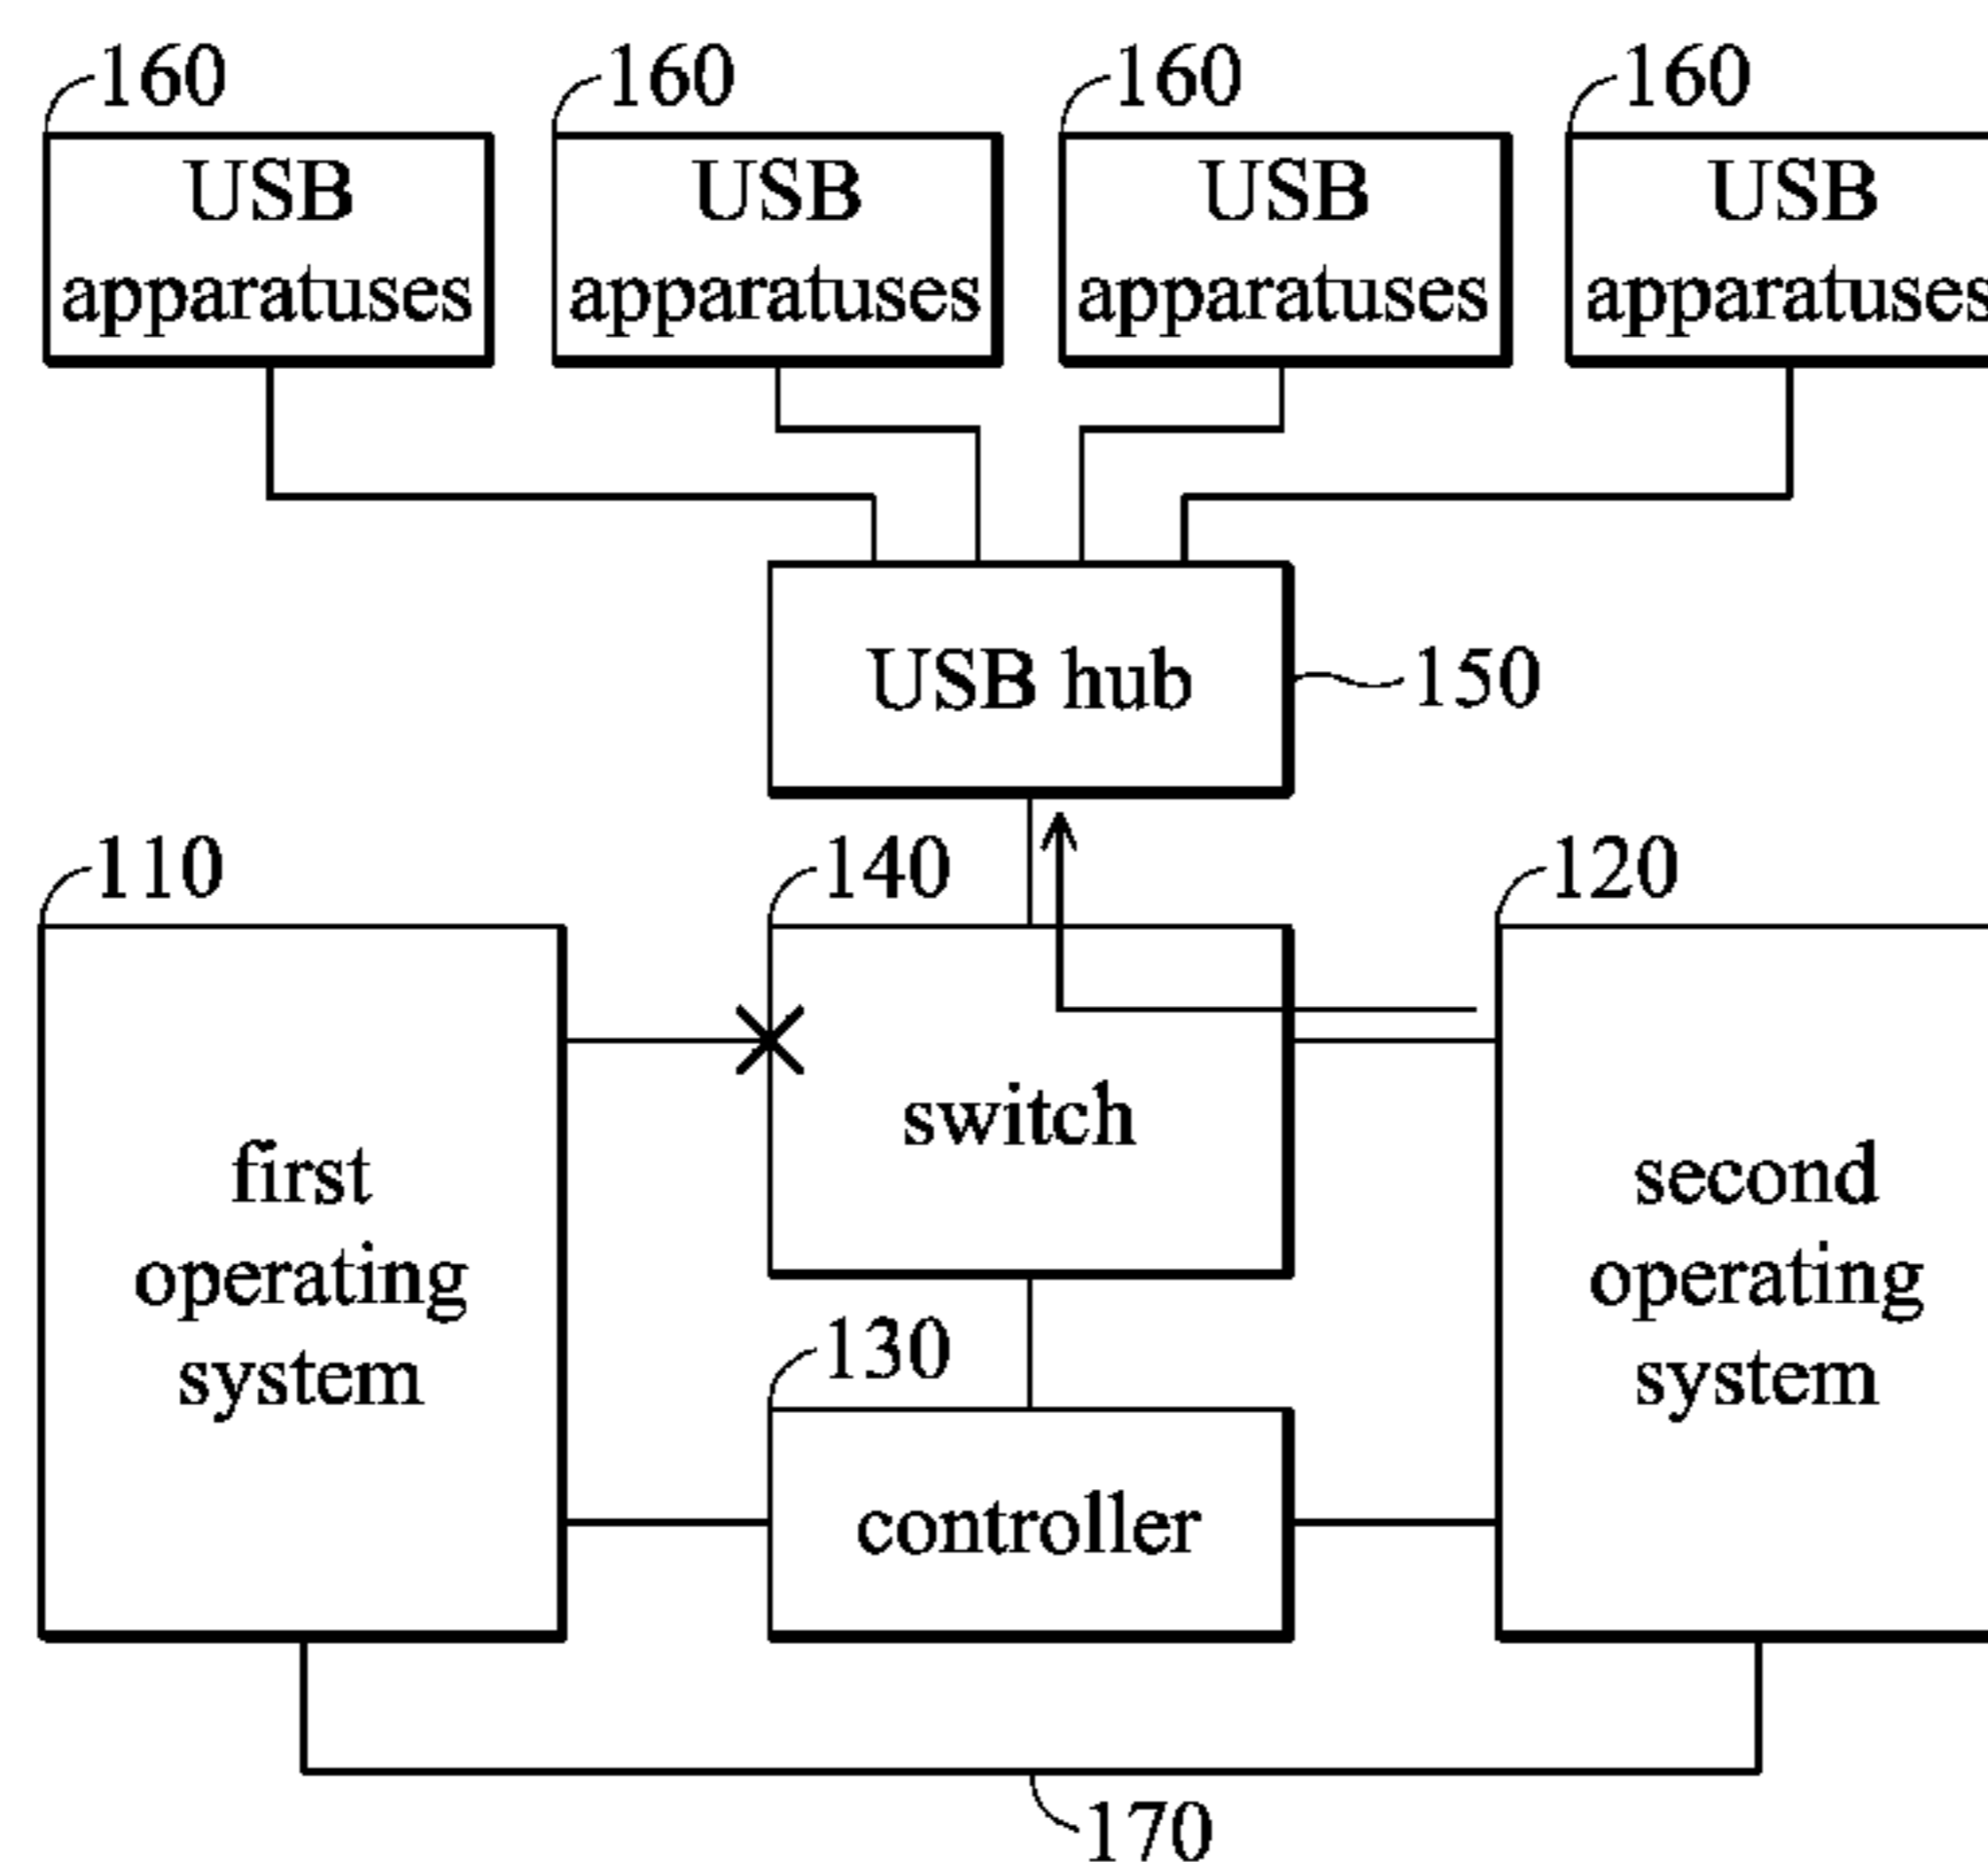 160 160 160 160
USB apparatuses
USB apparatuses
USB apparatuses
USB apparatuses
USB hub
150
110
140
120
first
operating
system
switch
second
operating
system
130
controller
170